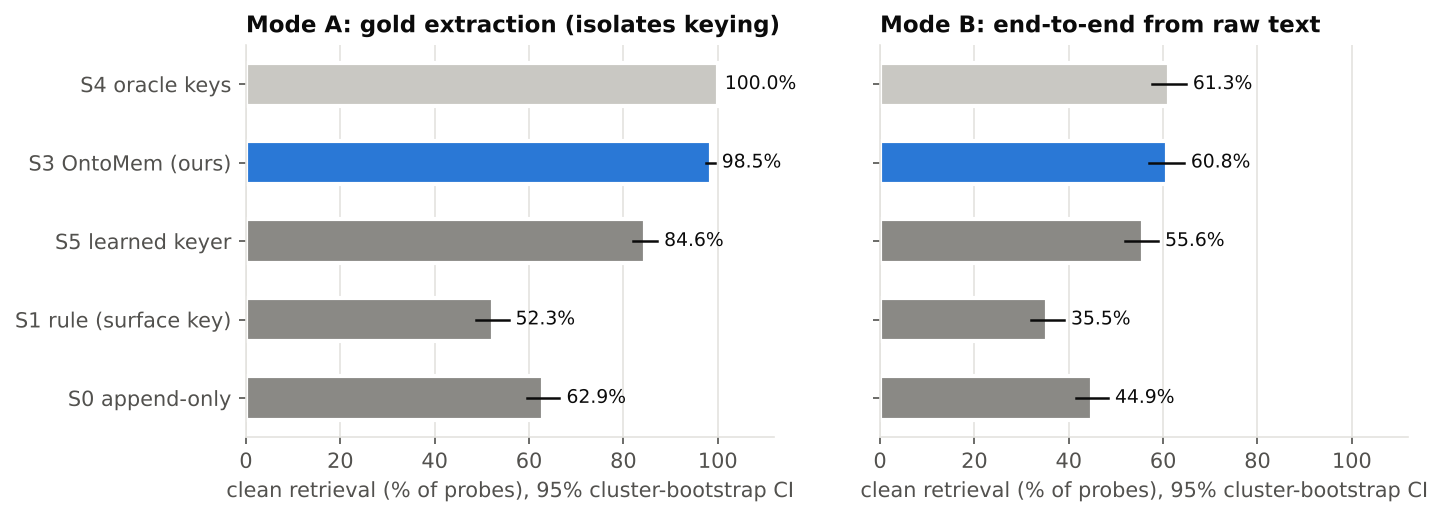 Mode A: gold extraction (isolates keying)
S4 oracle keys
100.0%
S3 OntoMem (ours)
98.5%
S5 learned keyer
84.6%
S1 rule (surface key)
52.3%
S0 append-only
62.9%
0 20 40 60 80 100
clean retrieval (% of probes), 95% cluster-bootstrap CI
Mode B: end-to-end from raw text
61.3%
60.8%
55.6%
35.5%
44.9%
0 20 40 60 80 100
clean retrieval (% of probes), 95% cluster-bootstrap CI